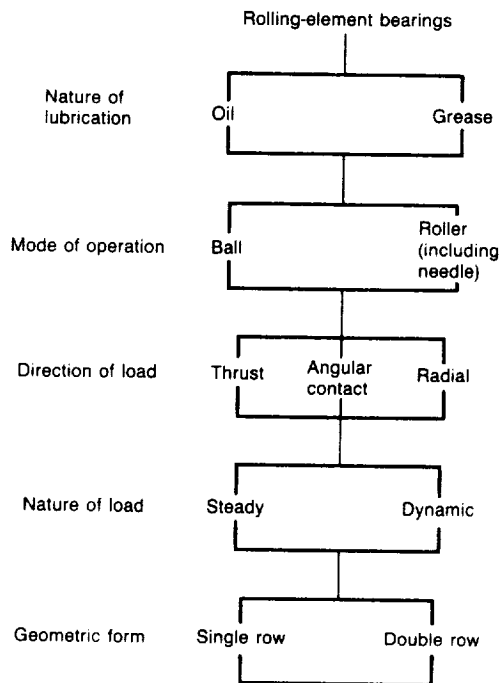 Rolling-element bearings
Nature of
lubrication
Oil
Grease
Mode of operation
Ball
Roller
(including
needle)
Direction of load
Thrust
Angular
contact
Radial
Nature of load
Steady
Dynamic
Geometric form
Single row
Double row